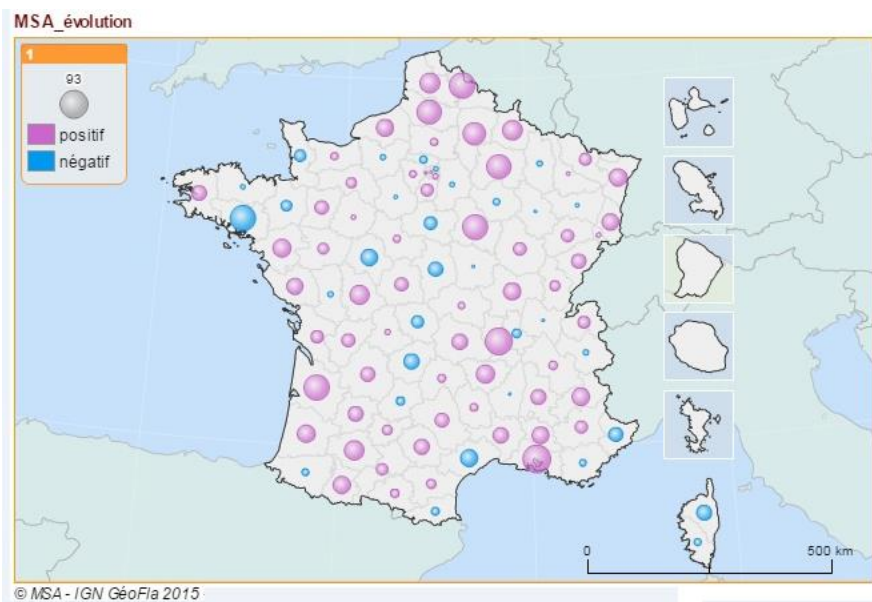 MSA_évolution
1
93
positif
négatif
0 500 km
© MSA - IGN GéoFla 2015